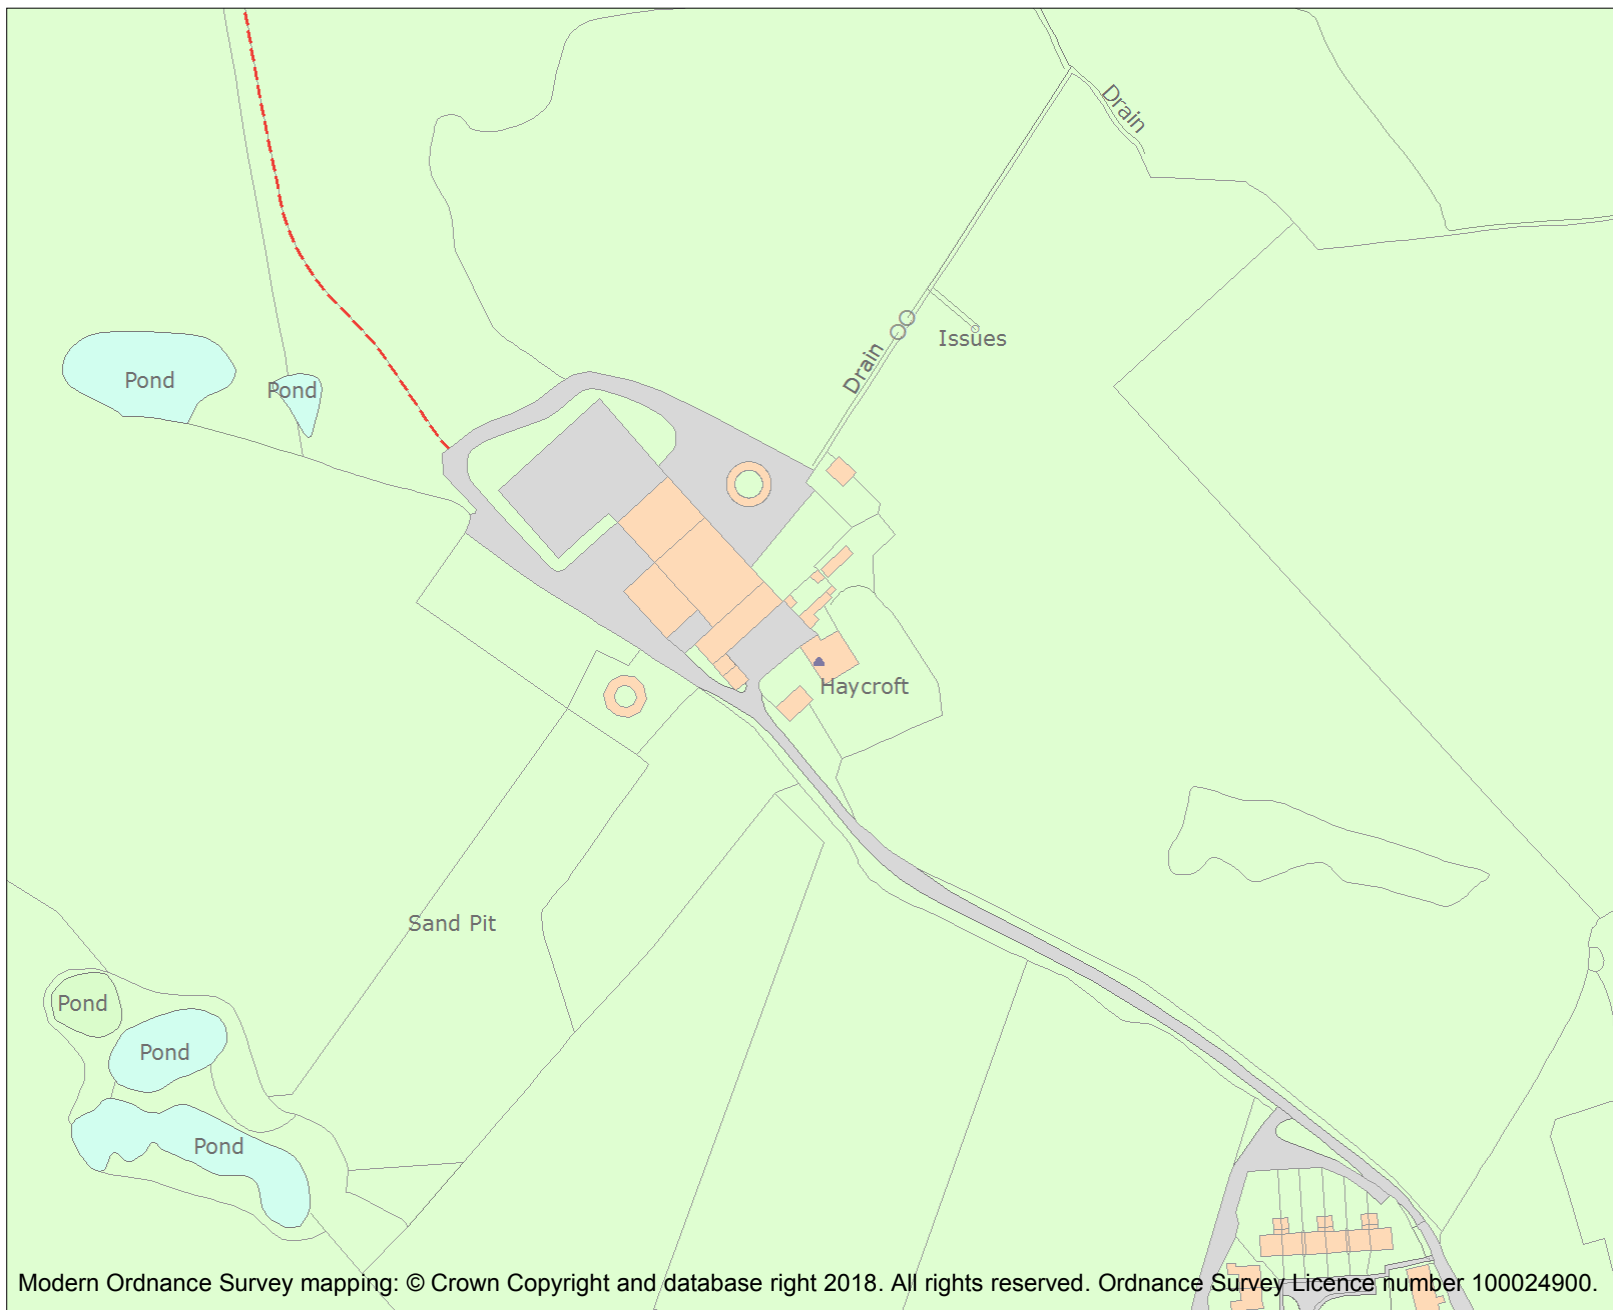 Drain
Drain
Issues
Pond
Pond
Haycroft
Sand Pit
Pond
Pond
Pond
Modern Ordnance Survey mapping: © Crown Copyright and database right 2018. All rights reserved. Ordnance Survey Licence number 100024900.